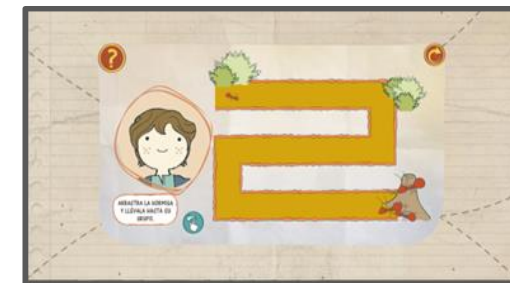 ?
ARRASTRA LA HORMIGA
Y LLÉVALA HASTA SU
GRUPO.